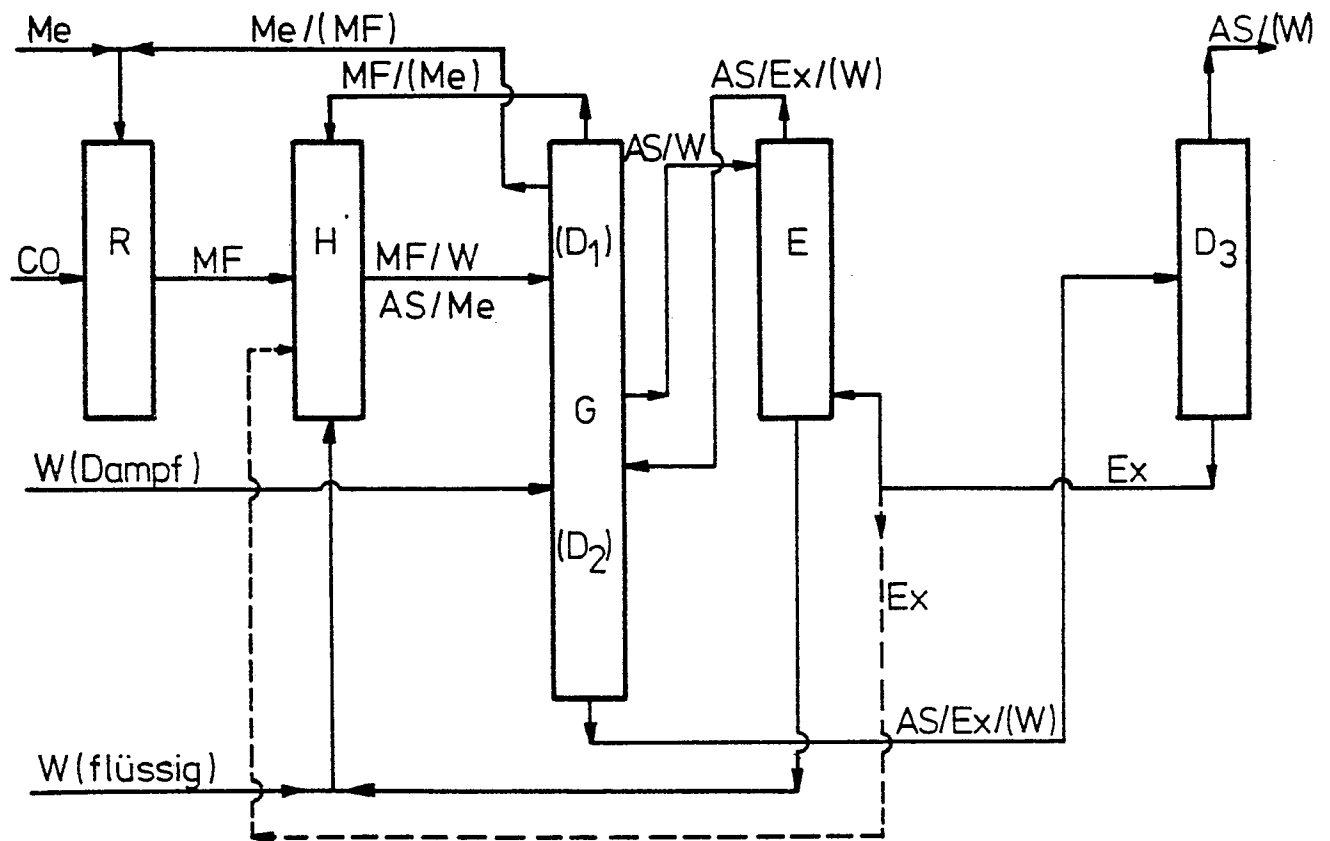 Me
Me/(MF)
AS/(W)
MF/(Me)
AS/Ex/(W)
AS/W
R
H
(D1)
E
D3
CO
MF
MF/W
AS/Me
G
W(Dampf)
Ex
(D2)
Ex
AS/Ex/(W)
W(flüssig)